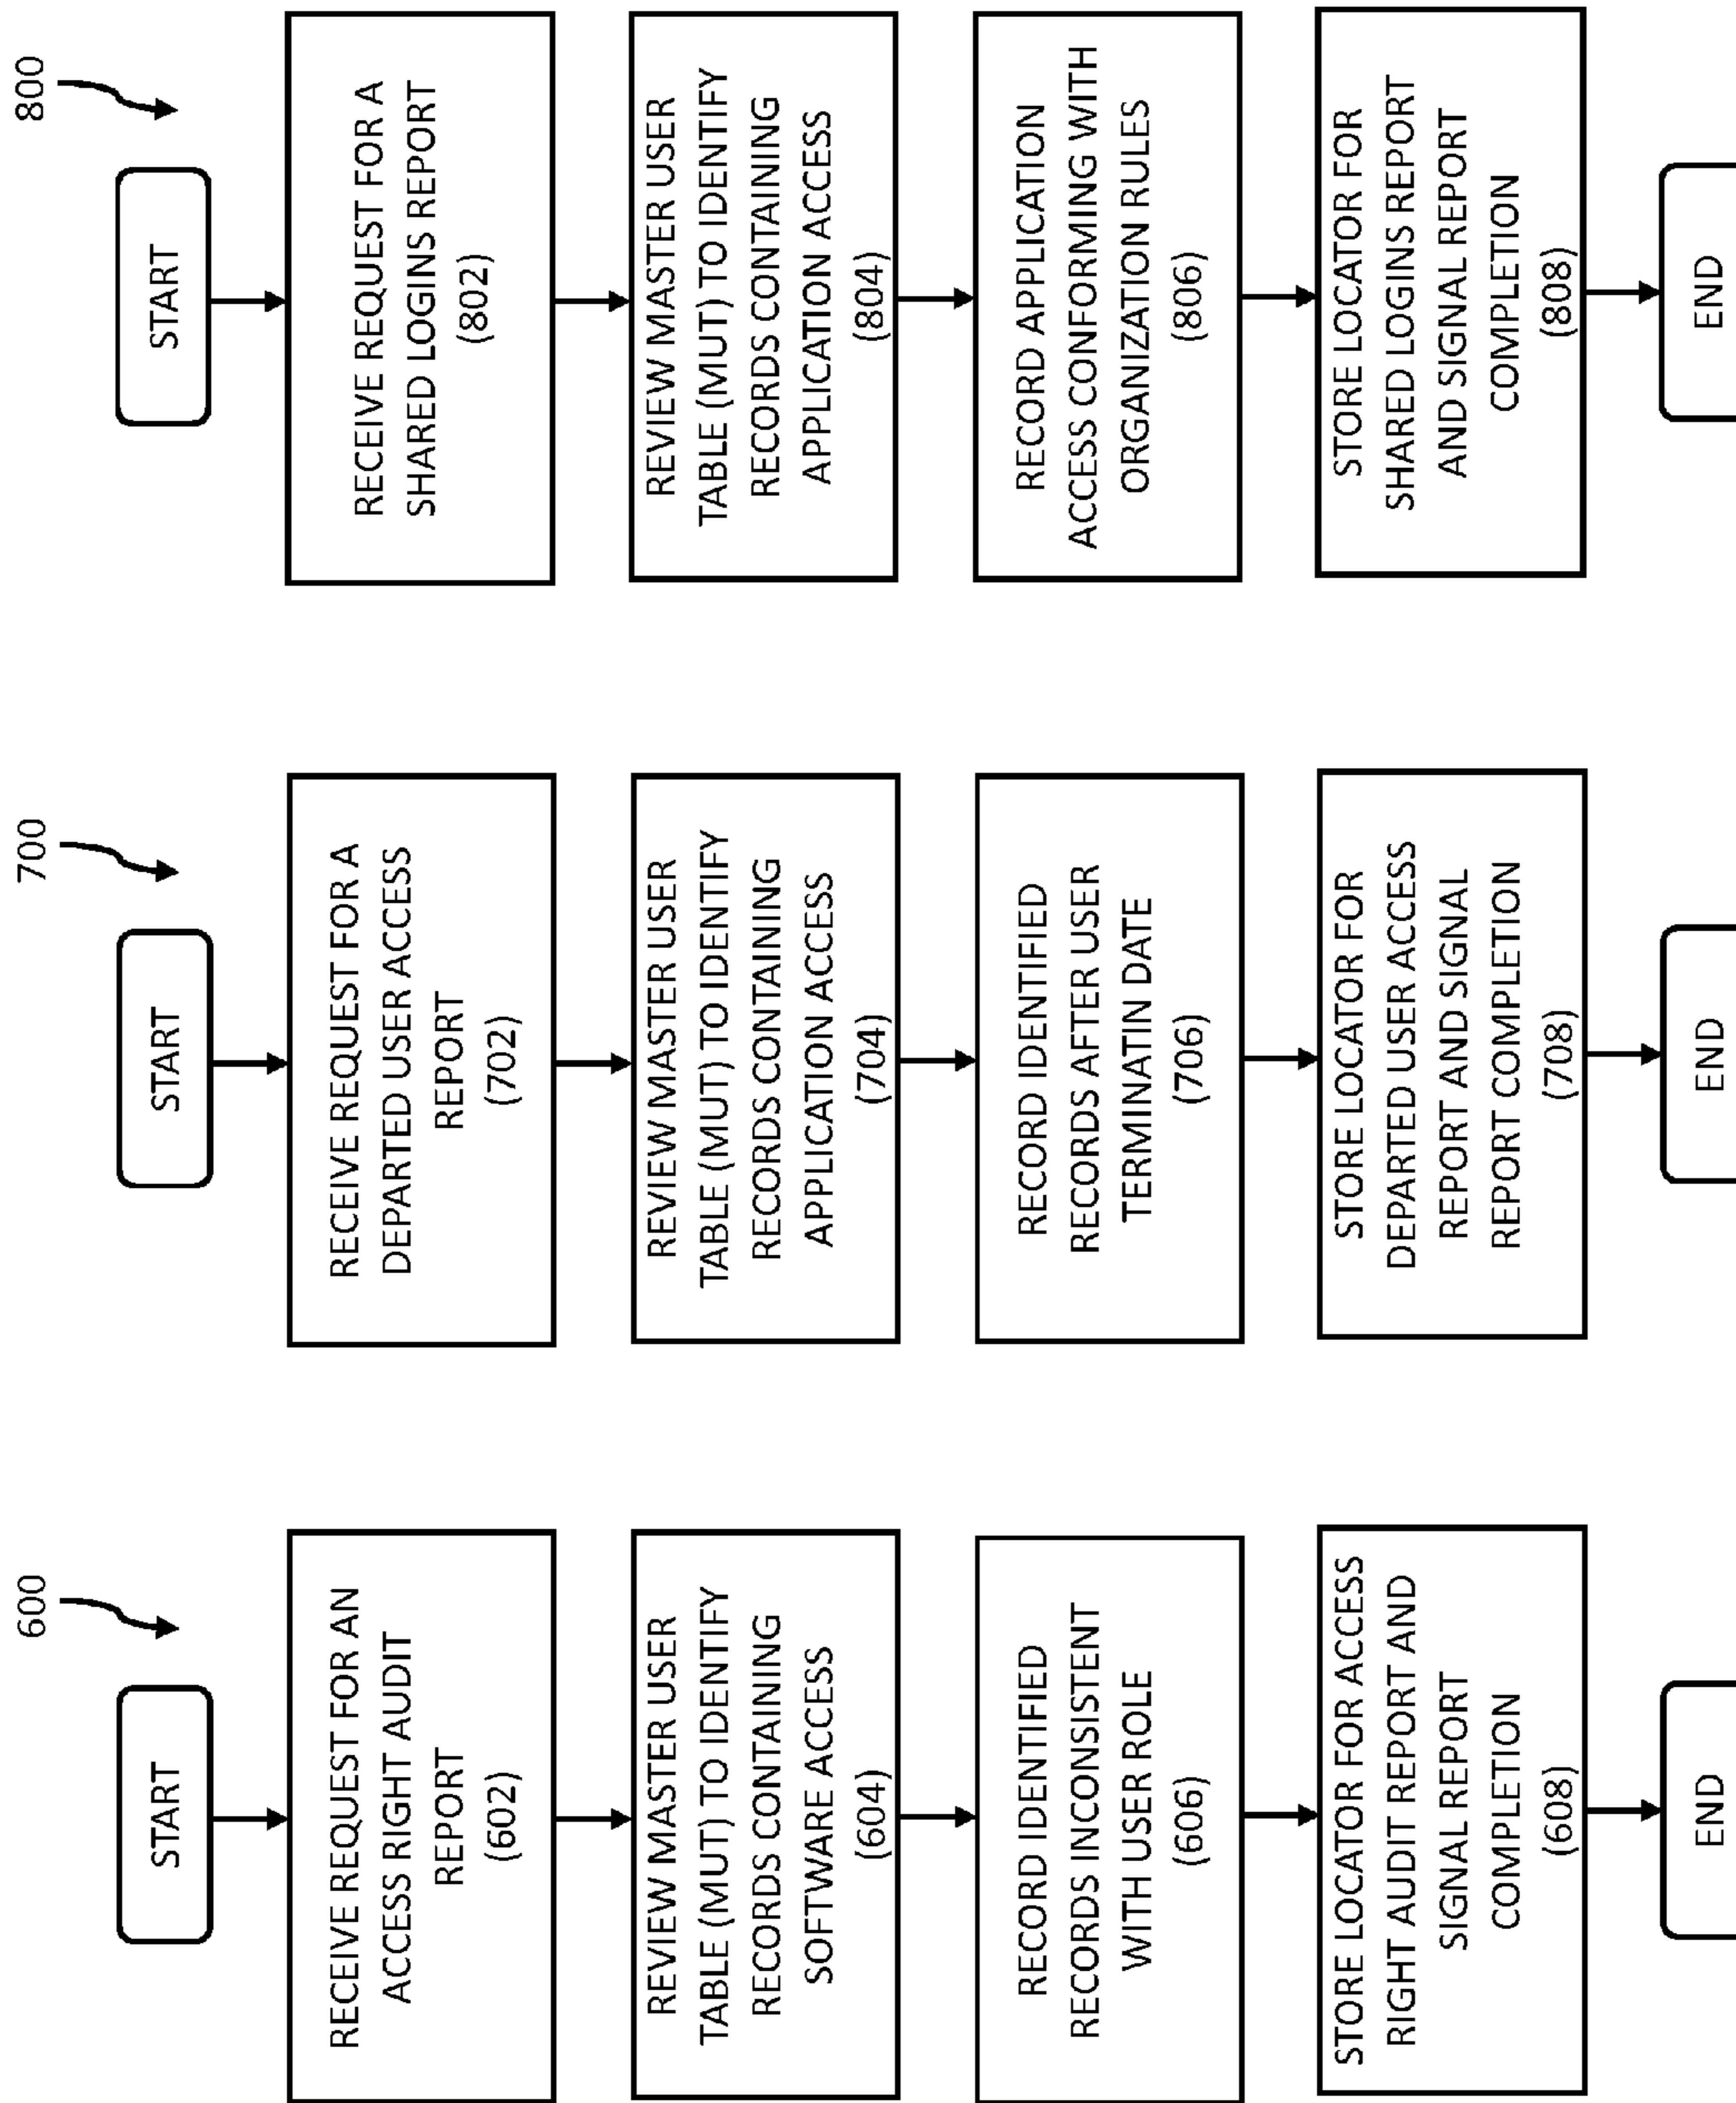 600
START
RECEIVE REQUEST FOR AN
ACCESS RIGHT AUDIT
REPORT
(602)
REVIEW MASTER USER
TABLE (MUT) TO IDENTIFY
RECORDS CONTAINING
SOFTWARE ACCESS
(604)
RECORD IDENTIFIED
RECORDS INCONSISTENT
WITH USER ROLE
(606)
STORE LOCATOR FOR ACCESS
RIGHT AUDIT REPORT AND
SIGNAL REPORT
COMPLETION
(608)
END
700
START
RECEIVE REQUEST FOR A
DEPARTED USER ACCESS
REPORT
(702)
REVIEW MASTER USER
TABLE (MUT) TO IDENTIFY
RECORDS CONTAINING
APPLICATION ACCESS
(704)
RECORD IDENTIFIED
RECORDS AFTER USER
TERMINATIN DATE
(706)
STORE LOCATOR FOR
DEPARTED USER ACCESS
REPORT AND SIGNAL
REPORT COMPLETION
(708)
END
800
START
RECEIVE REQUEST FOR A
SHARED LOGINS REPORT
(802)
REVIEW MASTER USER
TABLE (MUT) TO IDENTIFY
RECORDS CONTAINING
APPLICATION ACCESS
(804)
RECORD APPLICATION
ACCESS CONFORMING WITH
ORGANIZATION RULES
(806)
STORE LOCATOR FOR
SHARED LOGINS REPORT
AND SIGNAL REPORT
COMPLETION
(808)
END